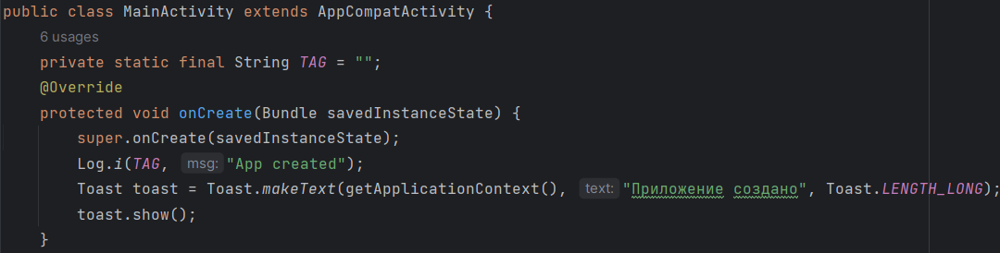 public class MainActivity extends AppCompatActivity {
6 usages
private static final String TAG = "";
@Override
protected void onCreate(Bundle savedInstanceState) {
super.onCreate(savedInstanceState);
Log.i(TAG, msg: "App created");
Toast toast = Toast.makeText(getApplicationContext(), text: "Приложение создано", Toast.LENGTH_LONG);
toast.show();
}